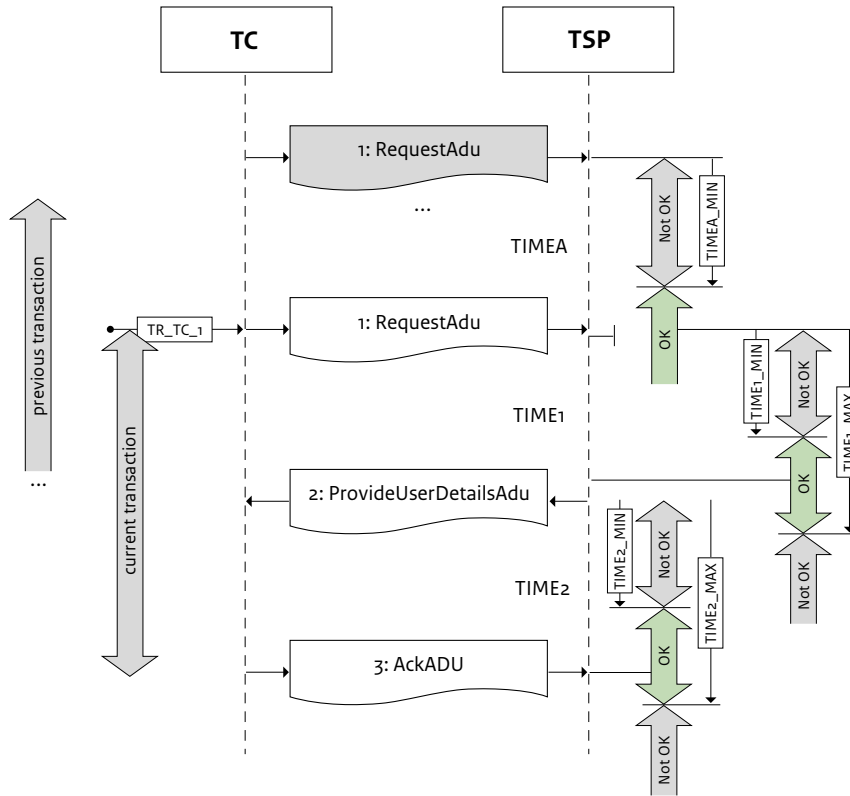 TC
TSP
1: RequestAdu
...
Not OK
TIMEA_MIN
TIMEA
previous transaction
...
TR_TC_1
1: RequestAdu
OK
TIME1_MIN
Not OK
TIME1_MAX
TIME1
current transaction
2: ProvideUserDetailsAdu
OK
TIME2_MIN
Not OK
TIME2_MAX
Not OK
TIME2
3: AckADU
OK
Not OK